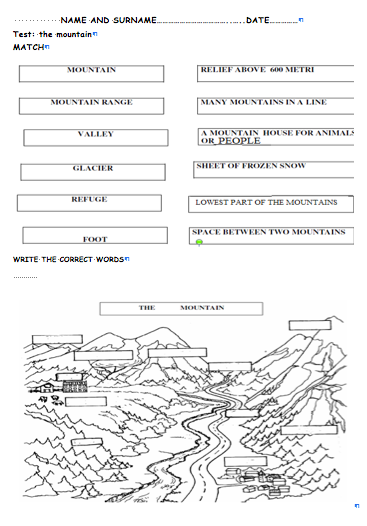 NAME AND SURNAME……………………………..…..DATE……………
Test: the mountain
MATCH
MOUNTAIN RELIEF ABOVE 600 METRI
MOUNTAIN RANGE MANY MOUNTAINS IN A LINE
VALLEY A MOUNTAIN HOUSE FOR ANIMALS
OR PEOPLE
GLACIER SHEET OF FROZEN SNOW
REFUGE LOWEST PART OF THE MOUNTAINS
FOOT SPACE BETWEEN TWO MOUNTAINS
WRITE THE CORRECT WORDS
…………
THE MOUNTAIN